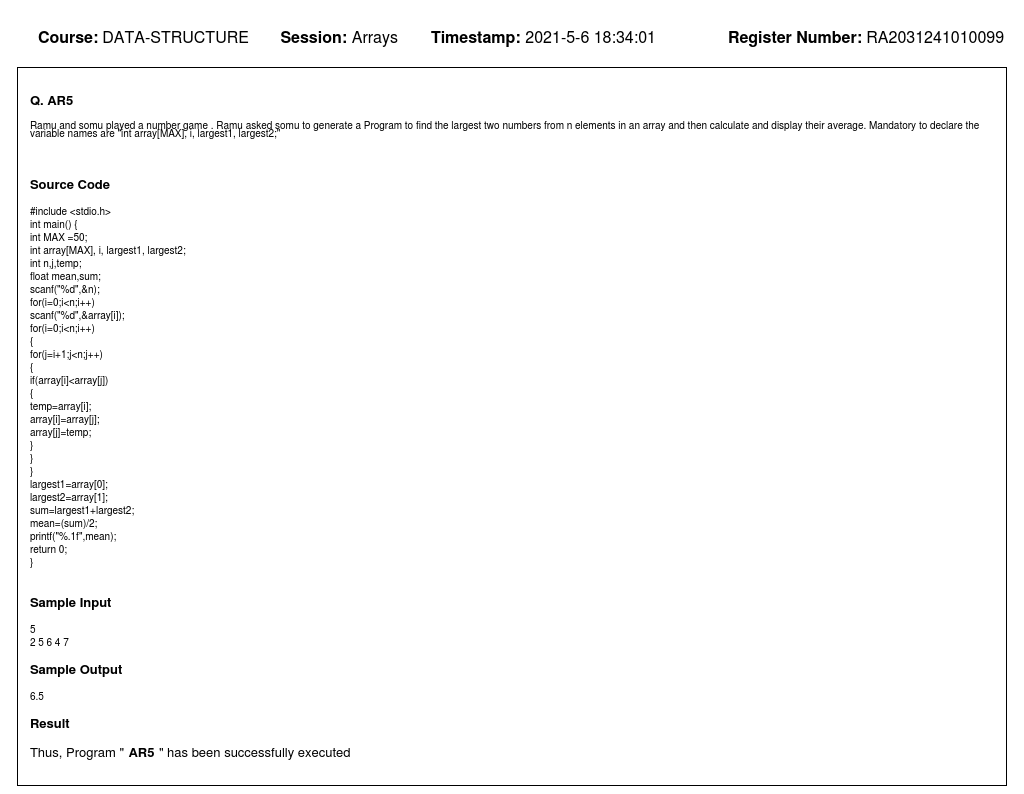 Course: DATA-STRUCTURE Session: Arrays Timestamp: 2021-5-6 18:34:01 Register Number: RA2031241010099
Q. AR5
Ramu and somu played a number game . Ramu asked somu to generate a Program to find the largest two numbers from n elements in an array and then calculate and display their average. Mandatory to declare the
variable names are "int array[MAX], i, largest1, largest2;"
Source Code
#include <stdio.h>
int main() {
int MAX =50;
int array[MAX], i, largest1, largest2;
int n,j,temp;
float mean,sum;
scanf("%d",&n);
for(i=0;i<n;i++)
scanf("%d",&array[i]);
for(i=0;i<n;i++)
{
for(j=i+1;j<n;j++)
{
if(array[i]<array[j])
{
temp=array[i];
array[i]=array[j];
array[j]=temp;
}
}
}
largest1=array[0];
largest2=array[1];
sum=largest1+largest2;
mean=(sum)/2;
printf("%.1f",mean);
return 0;
}
Sample Input
5
2 5 6 4 7
Sample Output
6.5
Result
Thus, Program " AR5 " has been successfully executed